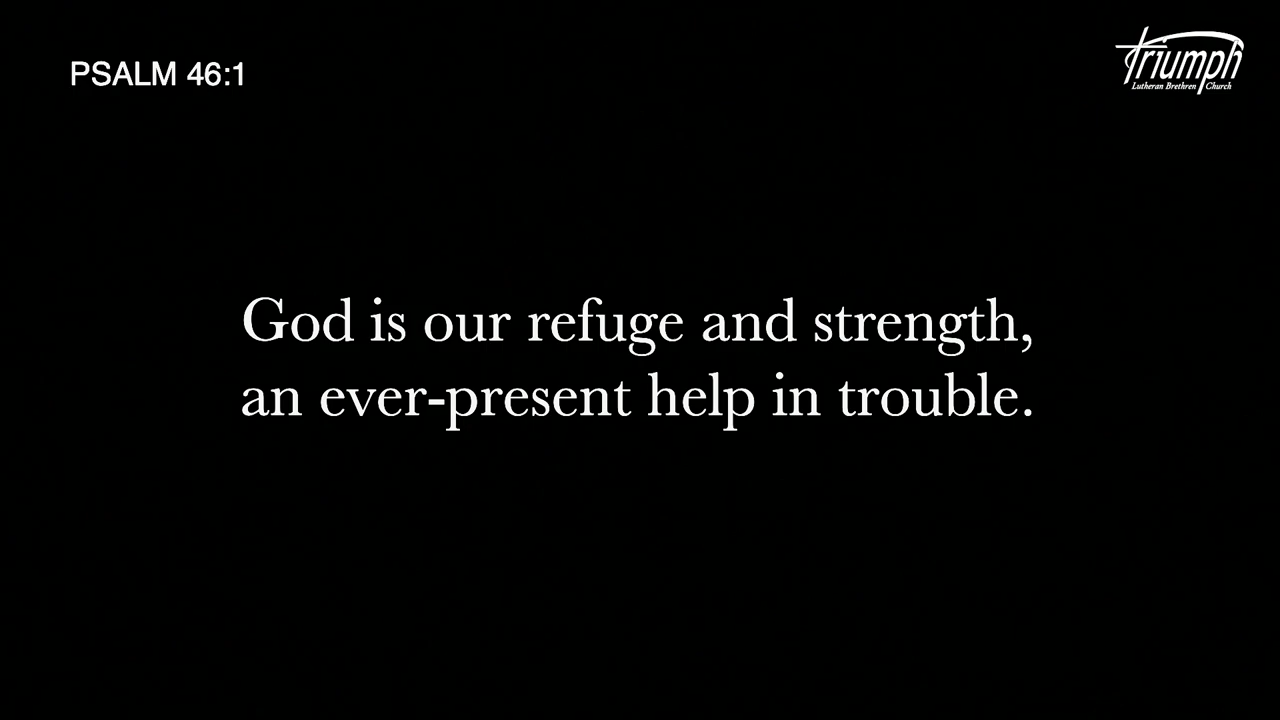 PSALM 46:1
triumph
Lutheran Brethren Church
God is our refuge and strength,
an ever-present help in trouble.